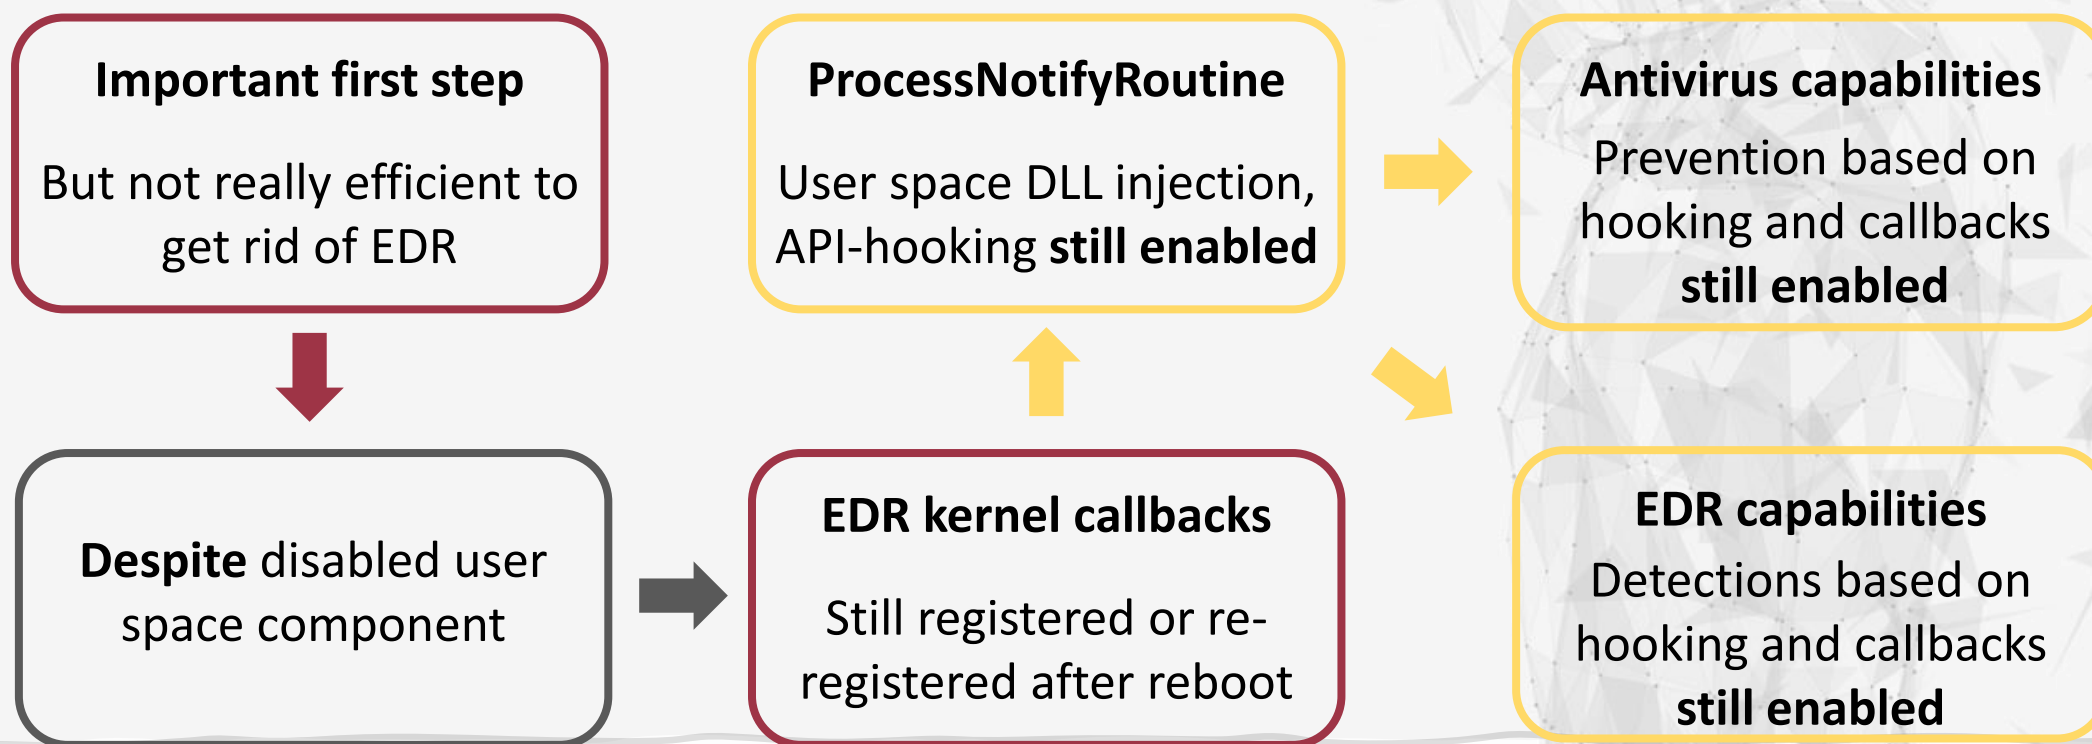 Important first step
But not really efficient to
get rid of EDR
Despite disabled user
space component
EDR kernel callbacks
Still registered or re-
registered after reboot
ProcessNotifyRoutine
User space DLL injection,
API-hooking still enabled
Antivirus capabilities
Prevention based on
hooking and callbacks
still enabled
EDR capabilities
Detections based on
hooking and callbacks
still enabled